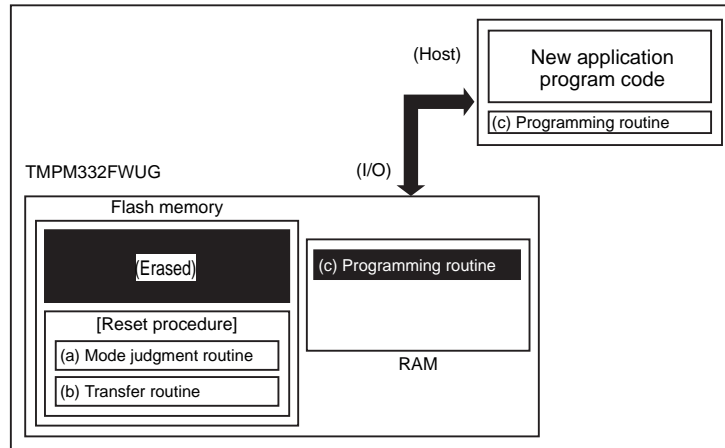 (Host)
New application
program code
(c) Programming routine
(I/O)
TMPM332FWUG
Flash memory
(Erased)
(c) Programming routine
[Reset procedure]
(a) Mode judgment routine
(b) Transfer routine
RAM